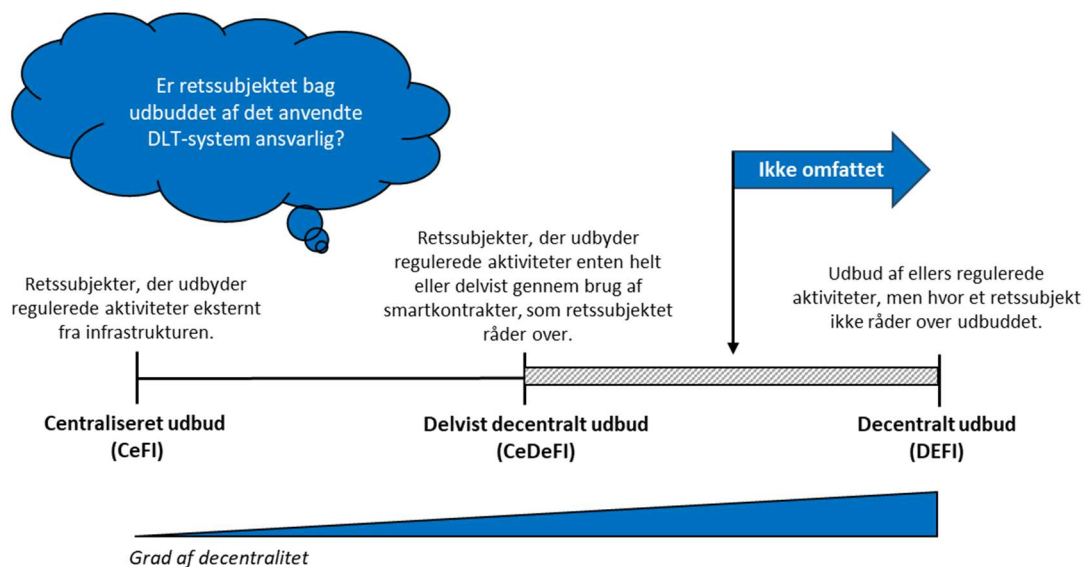 Er retssubjektet bag
udbuddet af det anvendte
DLT-system ansvarlig?
Ikke omfattet
Retssubjekter, der udbyder
regulerede aktiviteter eksternt
fra infrastrukturen.
Retssubjekter, der udbyder
regulerede aktiviteter enten helt
eller delvist gennem brug af
smartkontrakter, som retssubjektet
råder over.
Udbud af ellers regulerede
aktiviteter, men hvor et retssubjekt
ikke råder over udbuddet.
Centraliseret udbud
(CeFI)
Delvist decentralt udbud
(CeDeFI)
Decentralt udbud
(DEFI)
Grad af decentralitet